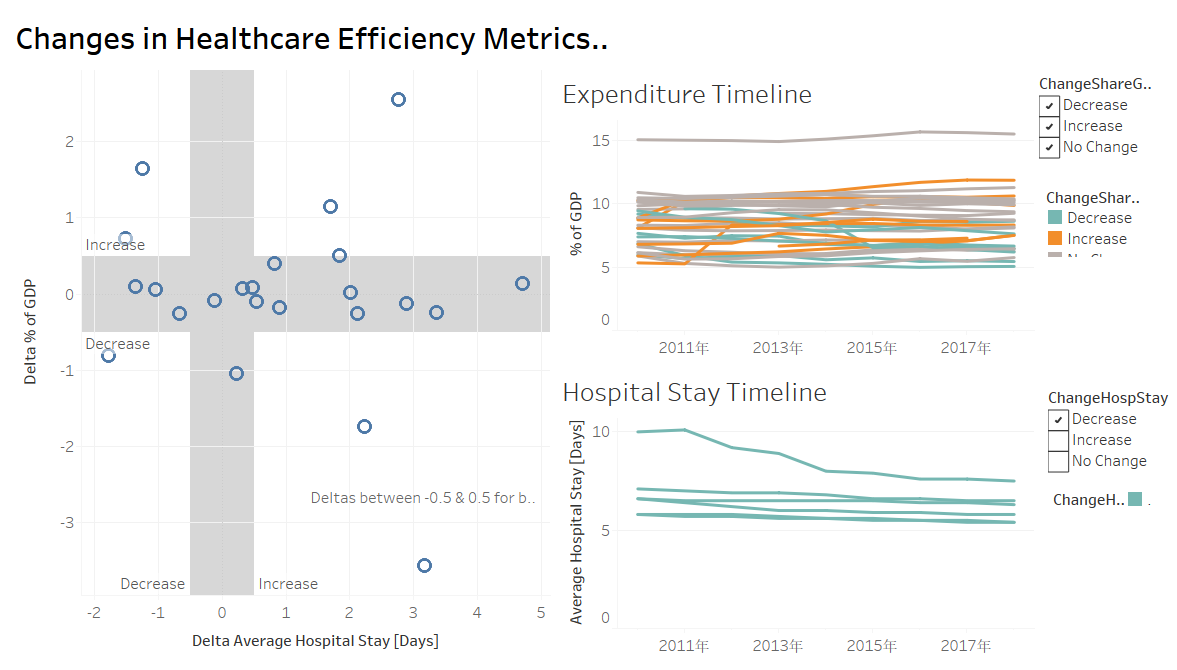 Changes in Healthcare Efficiency Metrics..
Delta % of GDP
2
1
0
-1
-2
-3
Increase
Decrease
Deltas between -0.5 & 0.5 for b..
Decrease
Increase
-2
-1
0
1
2
3
4
5
Delta Average Hospital Stay [Days]
Expenditure Timeline
% of GDP
15
10
5
0
2011年
2013年
2015年
2017年
ChangeShareG..
Decrease
Increase
No Change
ChangeShar..
Decrease
Increase
Hospital Stay Timeline
Average Hospital Stay [Days]
10
5
0
2011年
2013年
2015年
2017年
ChangeHospStay
Decrease
Increase
No Change
ChangeH..
.